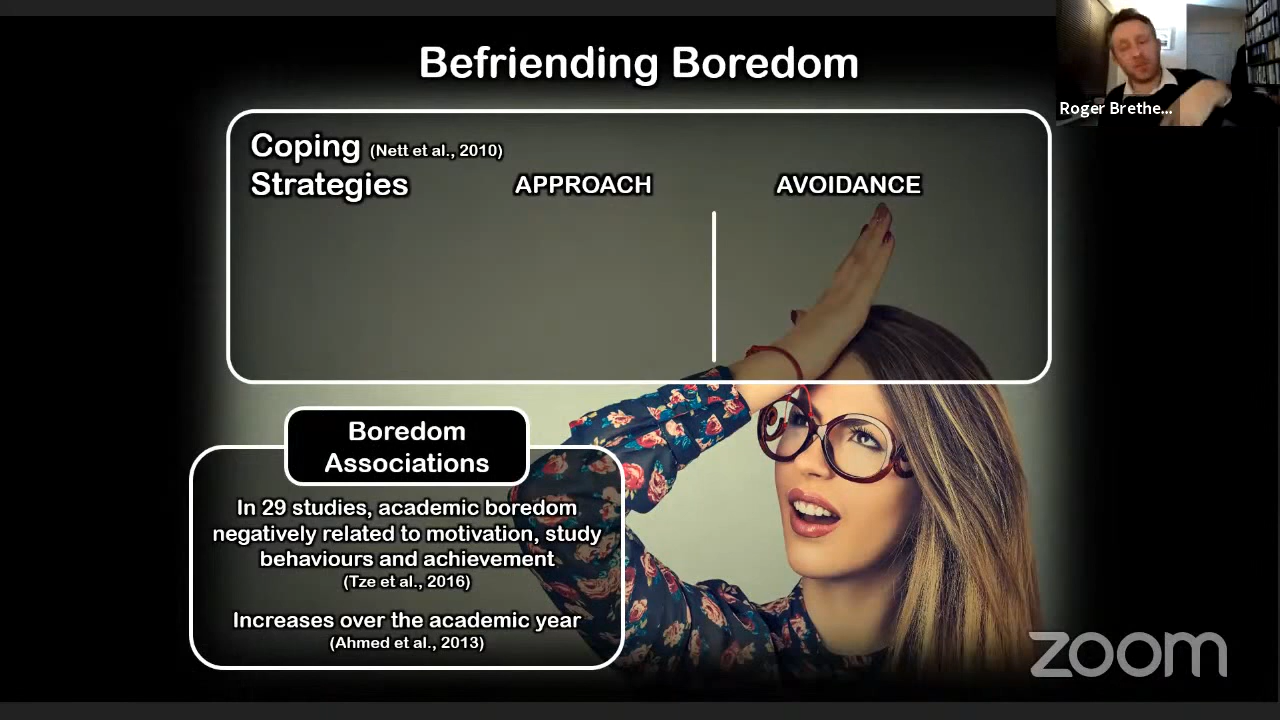 Befriending Boredom
Roger Brethe...
Coping (Nett et al., 2010)
Strategies
APPROACH
AVOIDANCE
Boredom
Associations
In 29 studies, academic boredom
negatively related to motivation, study
behaviours and achievement
(Tze et al., 2016)
Increases over the academic year
(Ahmed et al., 2013)
zoom